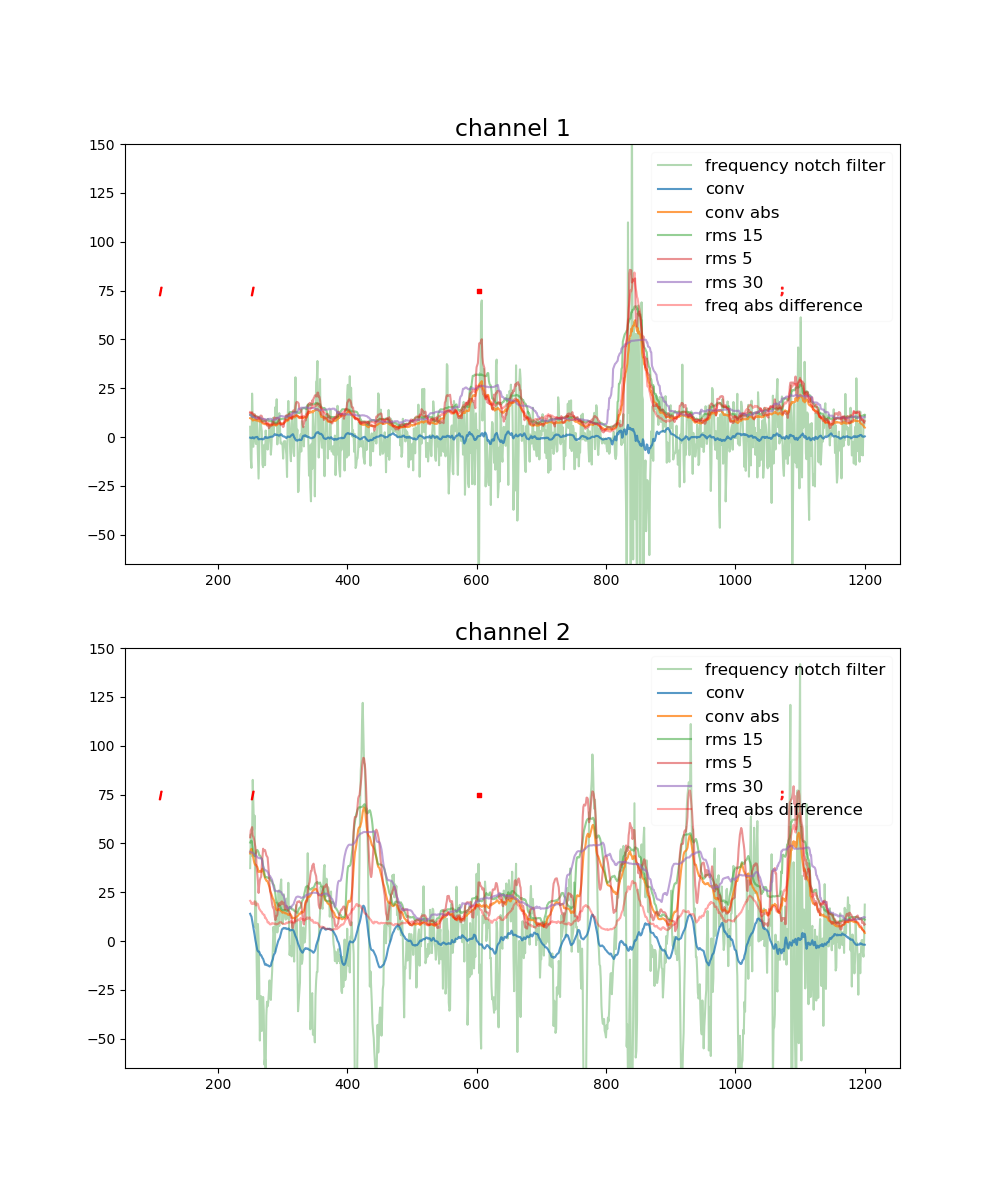 channel 1
150
125
100
75
50
25
0
−25
−50
frequency notch filter
conv
conv abs
rms 15
rms 5
rms 30
freq abs difference
I I . ;
200 400 600 800 1000 1200
channel 2
150
125
100
75
50
25
0
−25
−50
frequency notch filter
conv
conv abs
rms 15
rms 5
rms 30
freq abs difference
I I . ;
200 400 600 800 1000 1200